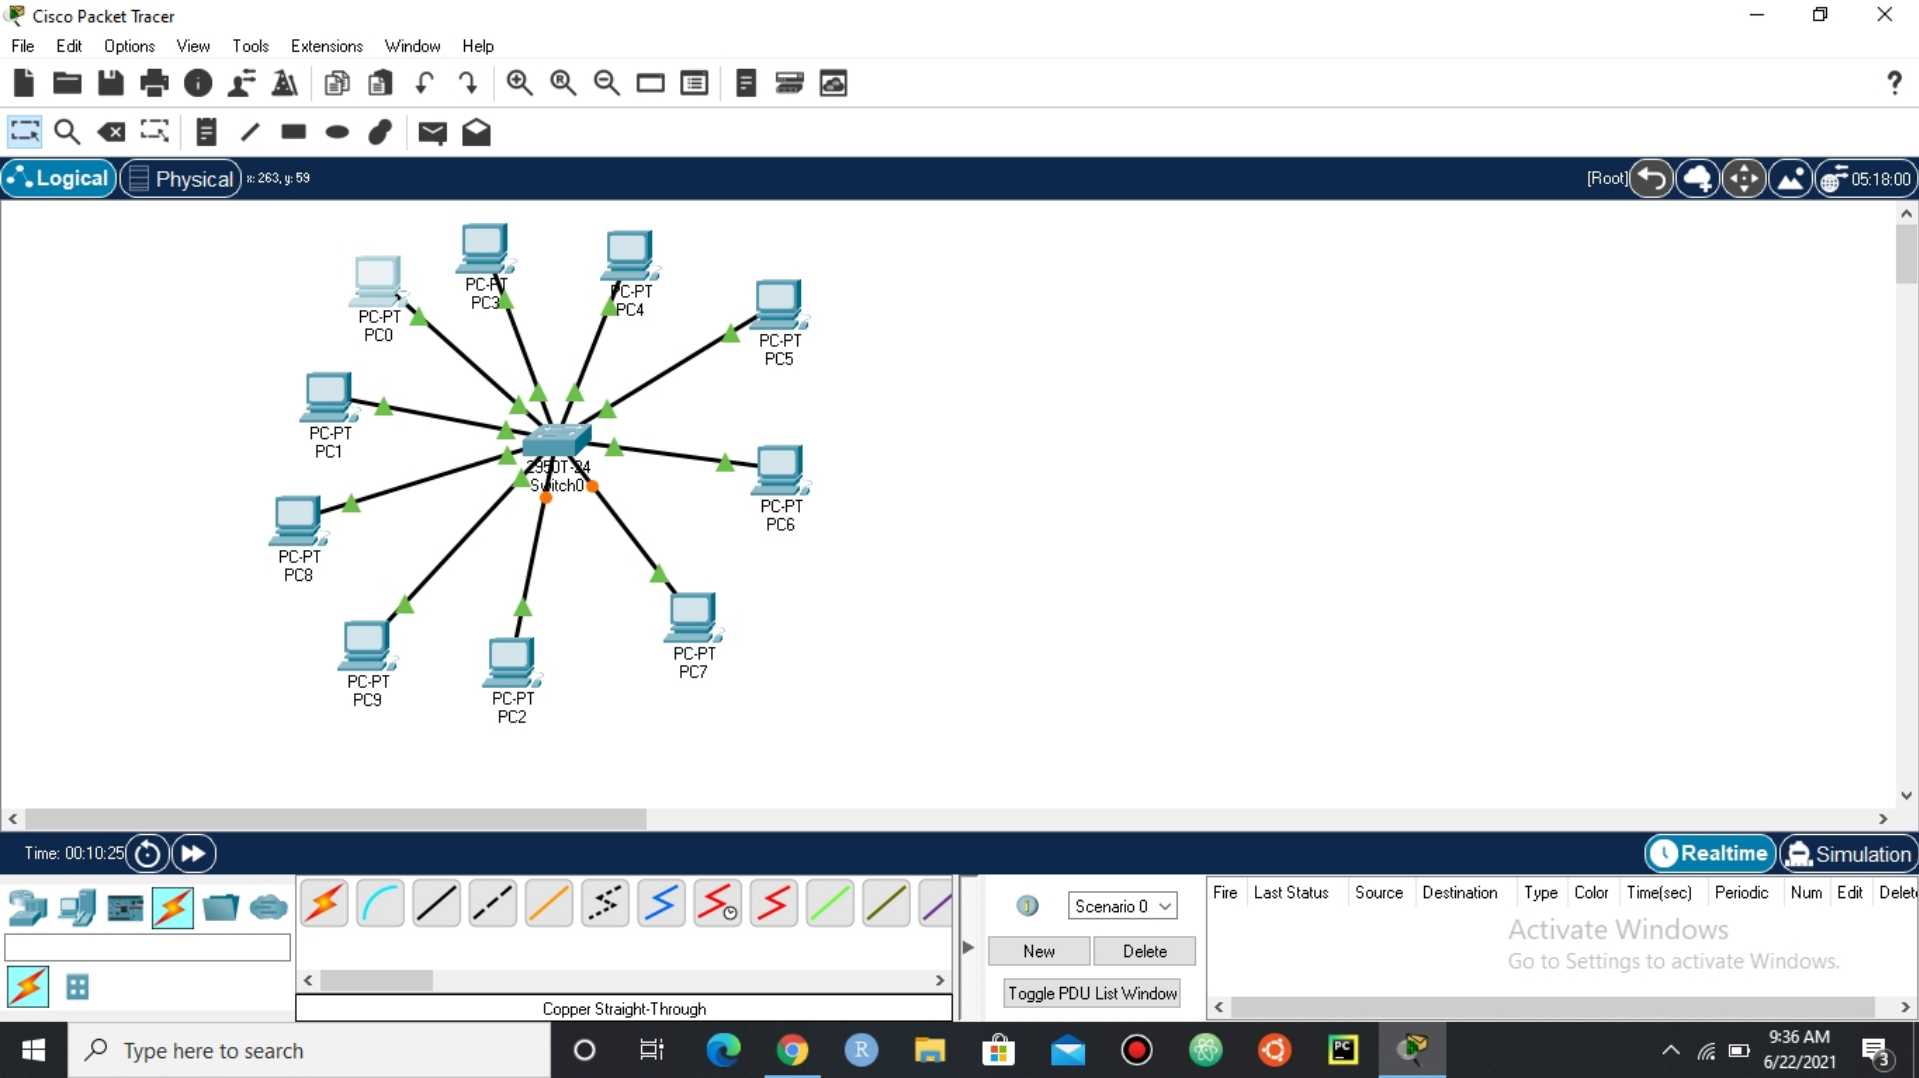 Cisco Packet Tracer
File Edit Options View Tools Extensions Window Help
?
Logical Physical x: 263, y: 59 [Root] 05:18:00
PC-PT
PC3
PC-PT
PC4
PC-PT
PC0
PC-PT
PC5
PC-PT
PC1
2950T-24
Switch0
PC-PT
PC6
PC-PT
PC8
PC-PT
PC7
PC-PT
PC9
PC-PT
PC2
Time: 00:10:25 Realtime Simulation
Scenario 0
New Delete
Toggle PDU List Window
Fire Last Status Source Destination Type Color Time(sec) Periodic Num Edit Delet
Activate Windows
Go to Settings to activate Windows.
Copper Straight-Through
Type here to search
R
PC
9:36 AM
6/22/2021
3